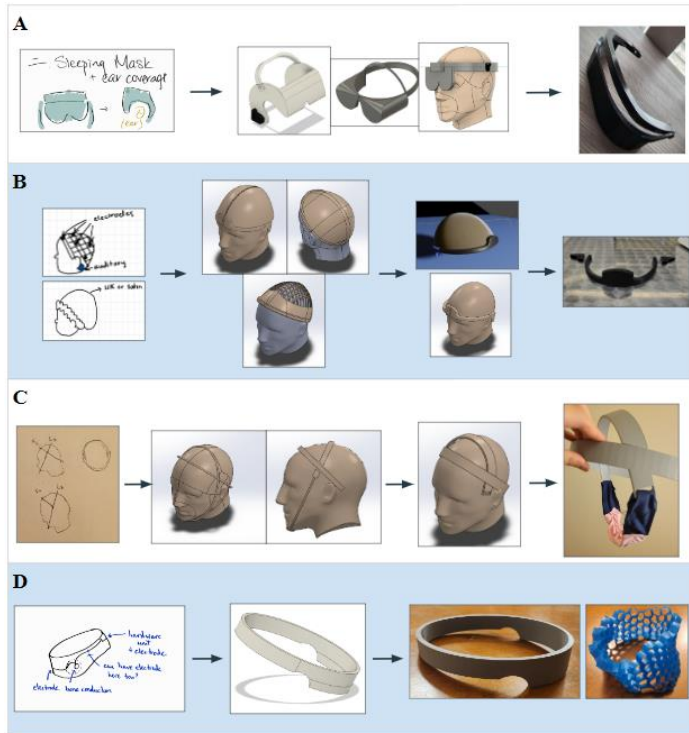 A
= Sleeping Mask
+ ear coverage
(ear)
B
electrodes
auditory
silk or satin
C
D
hardware
unit
+ electrode
can have electrode
here too?
electrode bone conduction